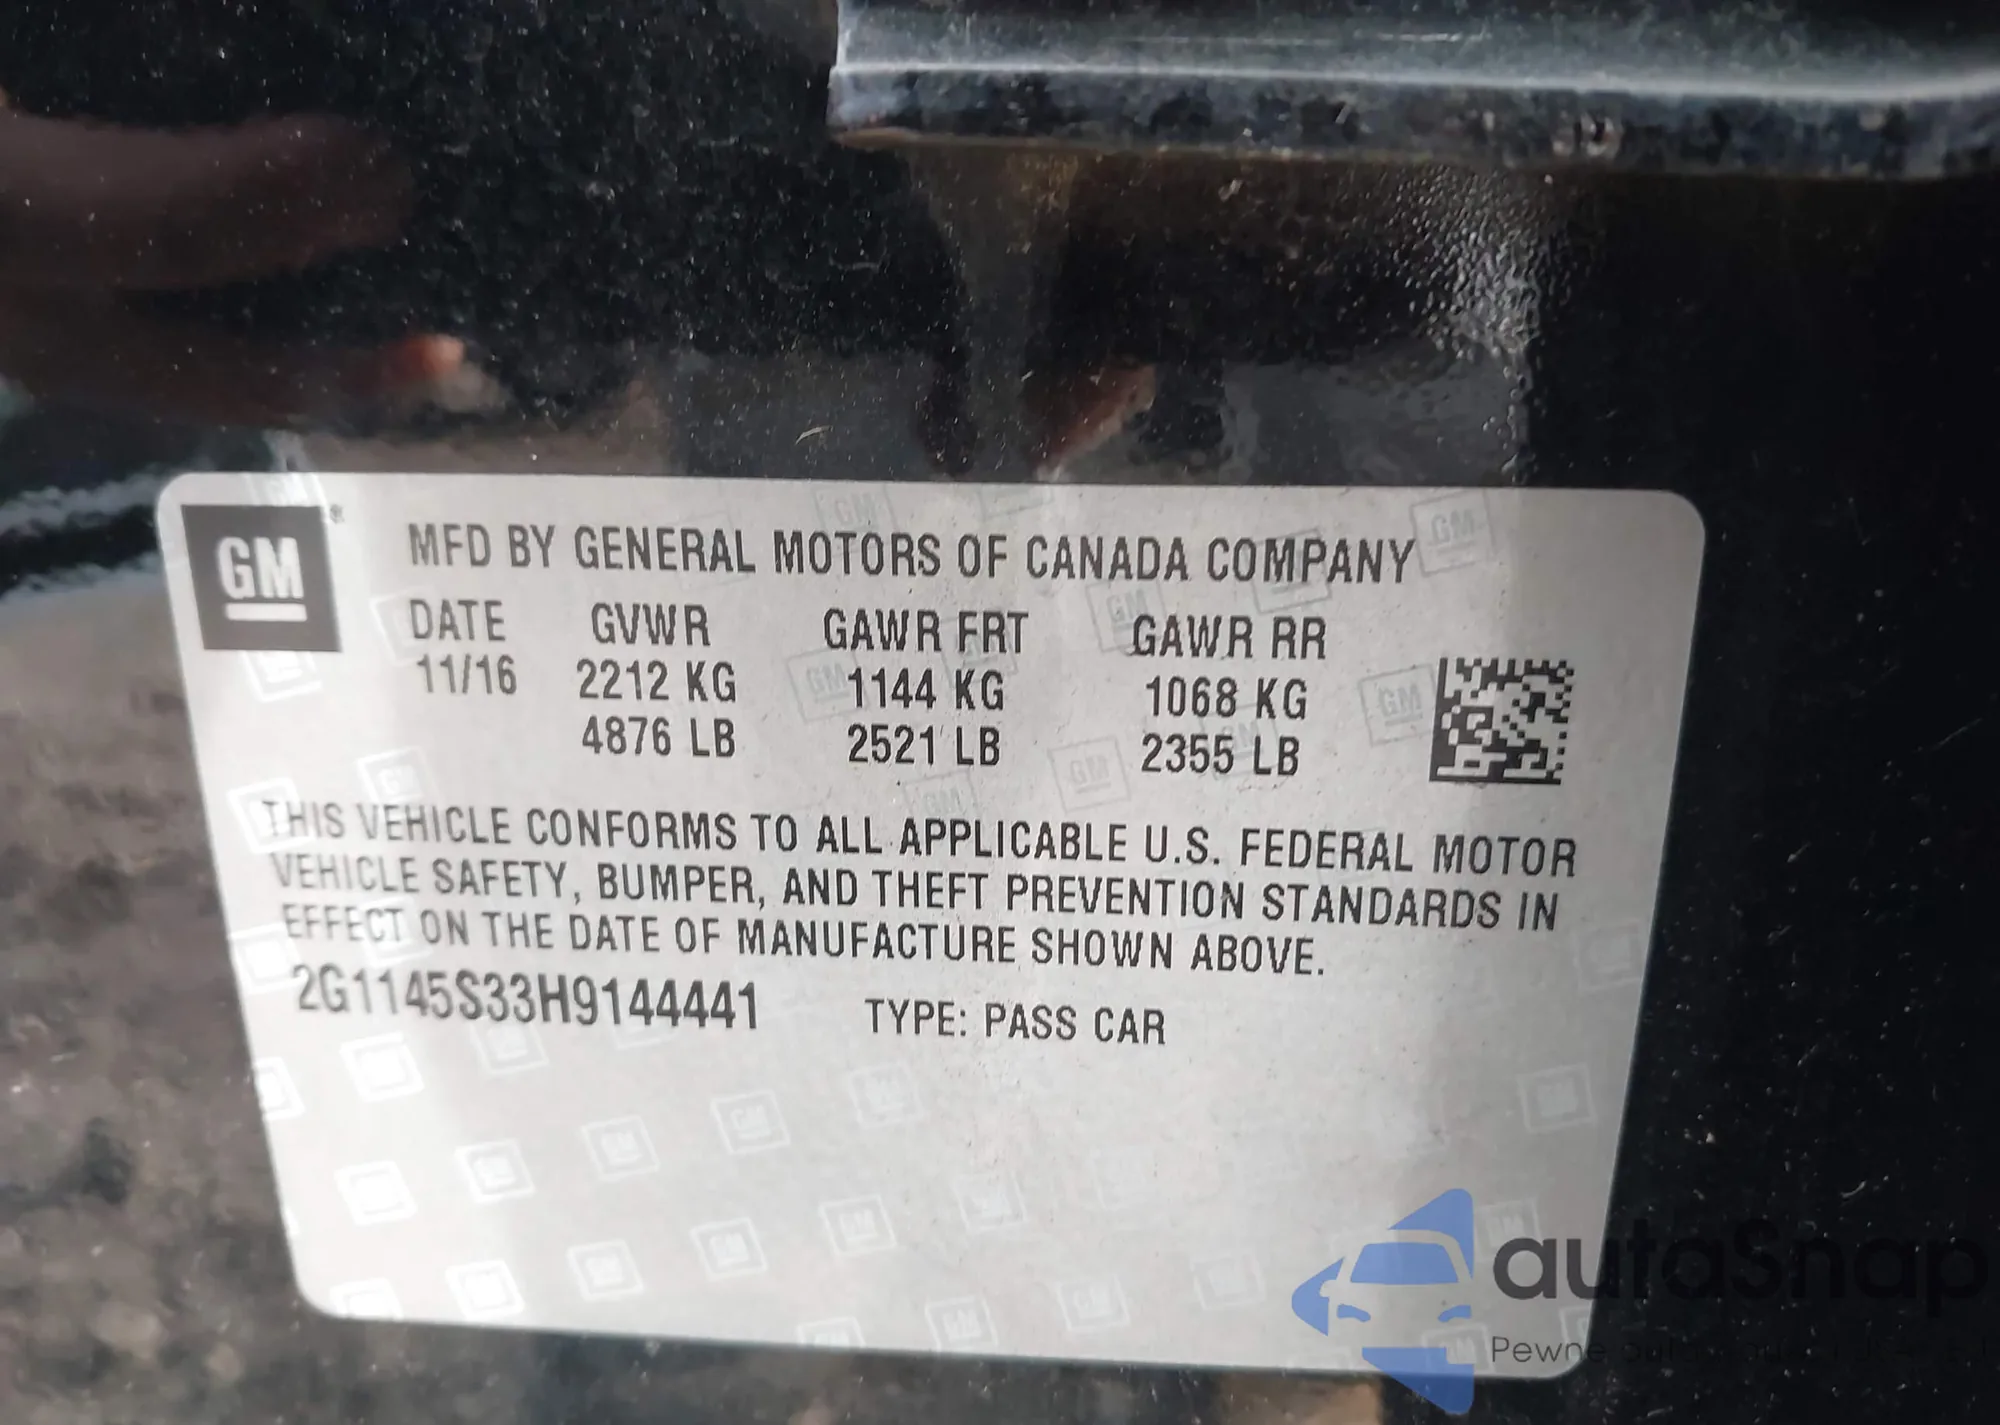 GM
MFD BY GENERAL MOTORS OF CANADA COMPANY
DATE GVWR GAWR FRT GAWR RR
11/16 2212 KG 1144 KG 1068 KG
4876 LB 2521 LB 2355 LB
THIS VEHICLE CONFORMS TO ALL APPLICABLE U.S. FEDERAL MOTOR
VEHICLE SAFETY, BUMPER, AND THEFT PREVENTION STANDARDS IN
EFFECT ON THE DATE OF MANUFACTURE SHOWN ABOVE.
2G1145S33H9144441 TYPE: PASS CAR
autaSnap
Pewne